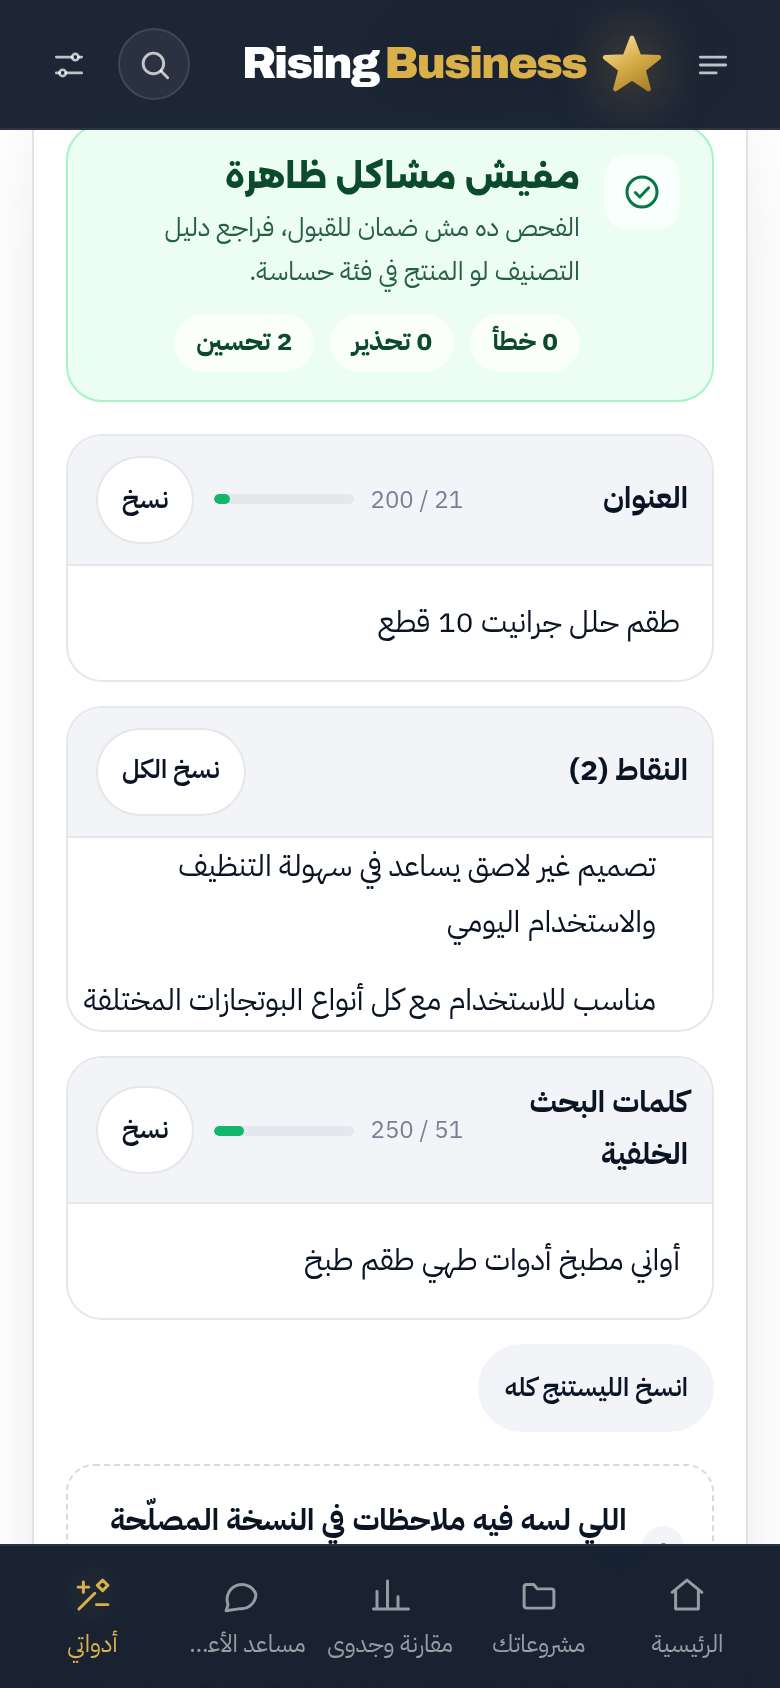 Rising Business
مفيش مشاكل ظاهرة
الفحص ده مش ضمان للقبول، فراجع دليل
التصنيف لو المنتج في فئة حساسة.
0 خطأ
0 تحذير
2 تحسين
العنوان
21 / 200
نسخ
طقم حلل جرانيت 10 قطع
النقاط (2)
نسخ الكل
تصميم غير لاصق يساعد في سهولة التنظيف
والاستخدام اليومي
مناسب للاستخدام مع كل أنواع البوتجازات المختلفة
كلمات البحث
الخلفية
51 / 250
نسخ
أواني مطبخ أدوات طهي طقم طبخ
انسخ الليستنج كله
اللي لسه فيه ملاحظات في النسخة المصلّحة
الرئيسية
مشروعاتك
مقارنة وجدوى
مساعد الأع...
أدواتي